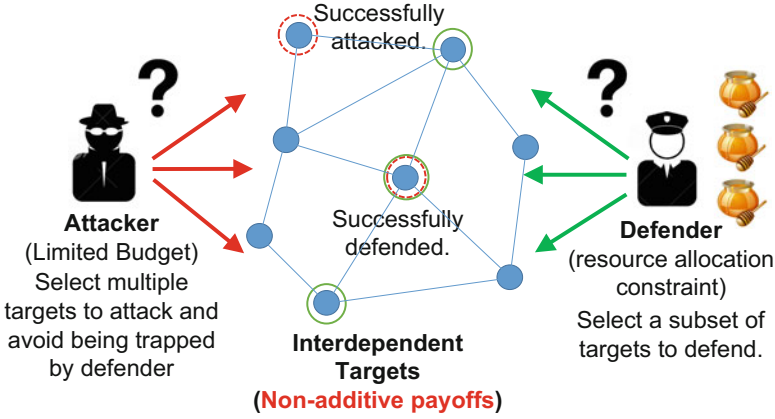 Successfully
attacked.
?
?
Successfully
defended.
Attacker
(Limited Budget)
Select multiple
targets to attack and
avoid being trapped
by defender
Interdependent
Targets
(Non-additive payoffs)
Defender
(resource allocation
constraint)
Select a subset of
targets to defend.